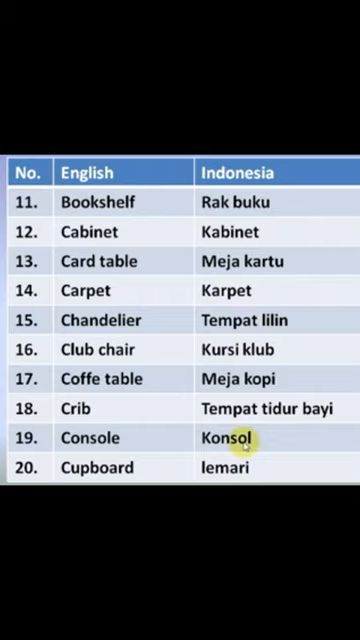 No. English Indonesia
11. Bookshelf Rak buku
12. Cabinet Kabinet
13. Card table Meja kartu
14. Carpet Karpet
15. Chandelier Tempat lilin
16. Club chair Kursi klub
17. Coffe table Meja kopi
18. Crib Tempat tidur bayi
19. Console Konsol
20. Cupboard lemari